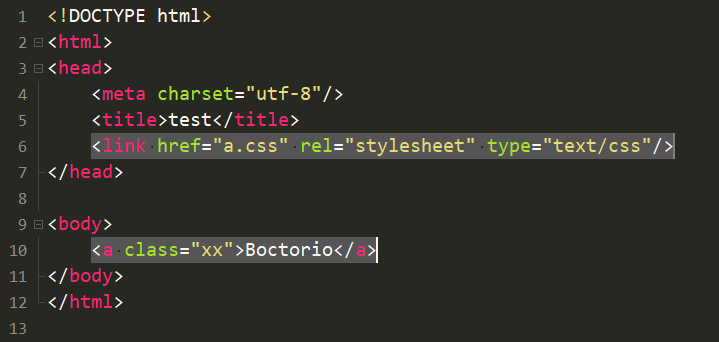 1 <!DOCTYPE html>
2 <html>
3 <head>
4 <meta charset="utf-8"/>
5 <title>test</title>
6 <link href="a.css" rel="stylesheet" type="text/css"/>
7 </head>
8
9 <body>
10 <a class="xx">Boctorio</a>
11 </body>
12 </html>
13